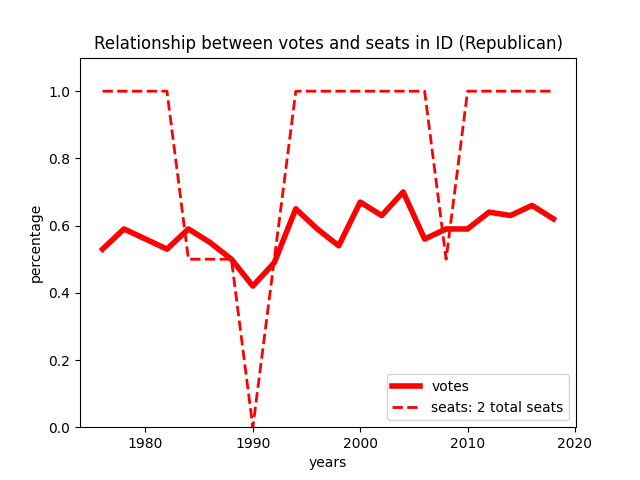 Relationship between votes and seats in ID (Republican)
1.0
0.8
0.6
0.4
0.2
0.0
percentage
votes
seats: 2 total seats
1980 1990 2000 2010 2020
years